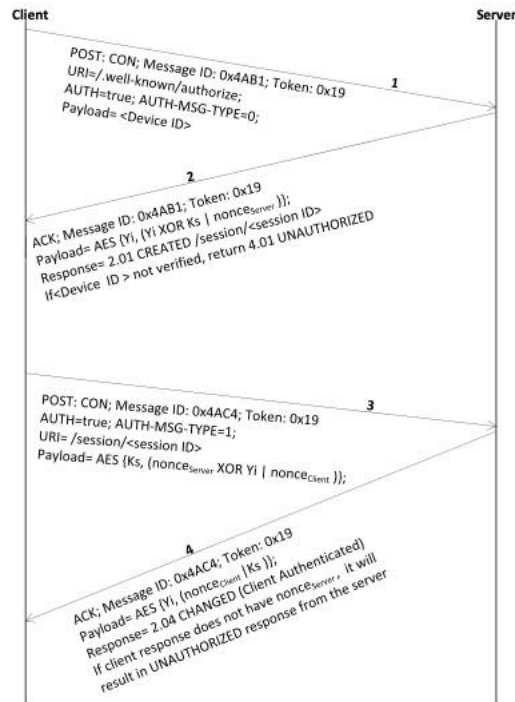 Client
Server
1
POST: CON; Message ID: 0x4AB1; Token: 0x19
URI=/.well-known/authorize;
AUTH=true; AUTH-MSG-TYPE=0;
Payload= <Device ID>
2
ACK; Message ID: 0x4AB1; Token: 0x19
Payload= AES {Yi, (Yi XOR Ks | nonceServer )};
Response= 2.01 CREATED /session/<session ID>
If<Device ID > not verified, return 4.01 UNAUTHORIZED
3
POST: CON; Message ID: 0x4AC4; Token: 0x19
AUTH=true; AUTH-MSG-TYPE=1;
URI= /session/<session ID>
Payload= AES {Ks, (nonceServer XOR Yi | nonceClient )};
4
ACK; Message ID: 0x4AC4; Token: 0x19
Payload= AES {Yi, (nonceClient |Ks )};
Response= 2.04 CHANGED (Client Authenticated)
If client response does not have nonceServer, it will
result in UNAUTHORIZED response from the server